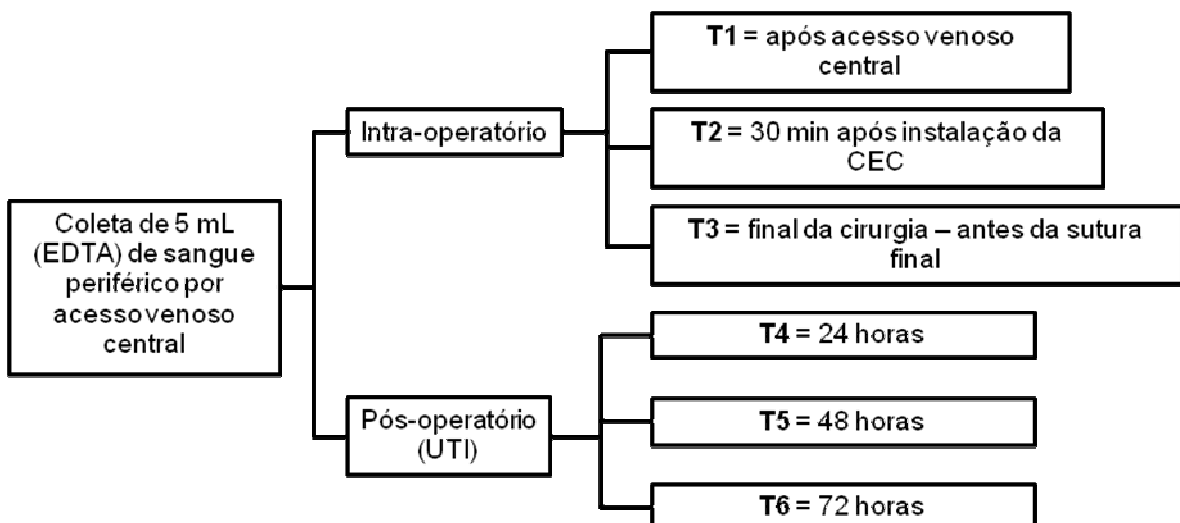 Coleta de 5 mL
(EDTA) de sangue
periférico por
acesso venoso
central
Intra-operatório
T1 = após acesso venoso
central
T2 = 30 min após instalação da
CEC
T3 = final da cirurgia – antes da sutura
final
Pós-operatório
(UTI)
T4 = 24 horas
T5 = 48 horas
T6 = 72 horas